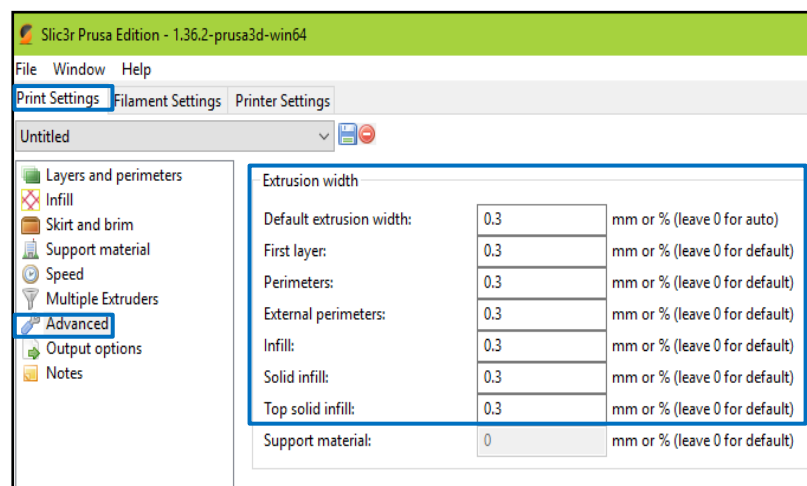 Slic3r Prusa Edition - 1.36.2-prusa3d-win64
File Window Help
Print Settings Filament Settings Printer Settings
Untitled
Layers and perimeters
Infill
Skirt and brim
Support material
Speed
Multiple Extruders
Advanced
Output options
Notes
Extrusion width
Default extrusion width: 0.3 mm or % (leave 0 for auto)
First layer: 0.3 mm or % (leave 0 for default)
Perimeters: 0.3 mm or % (leave 0 for default)
External perimeters: 0.3 mm or % (leave 0 for default)
Infill: 0.3 mm or % (leave 0 for default)
Solid infill: 0.3 mm or % (leave 0 for default)
Top solid infill: 0.3 mm or % (leave 0 for default)
Support material: 0 mm or % (leave 0 for default)